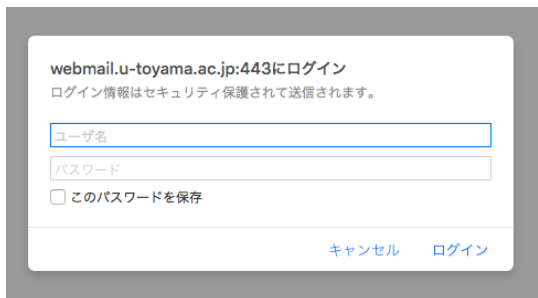 webmail.u-toyama.ac.jp:443にログイン
ログイン情報はセキュリティ保護されて送信されます。
ユーザ名
パスワード
このパスワードを保存
キャンセル ログイン